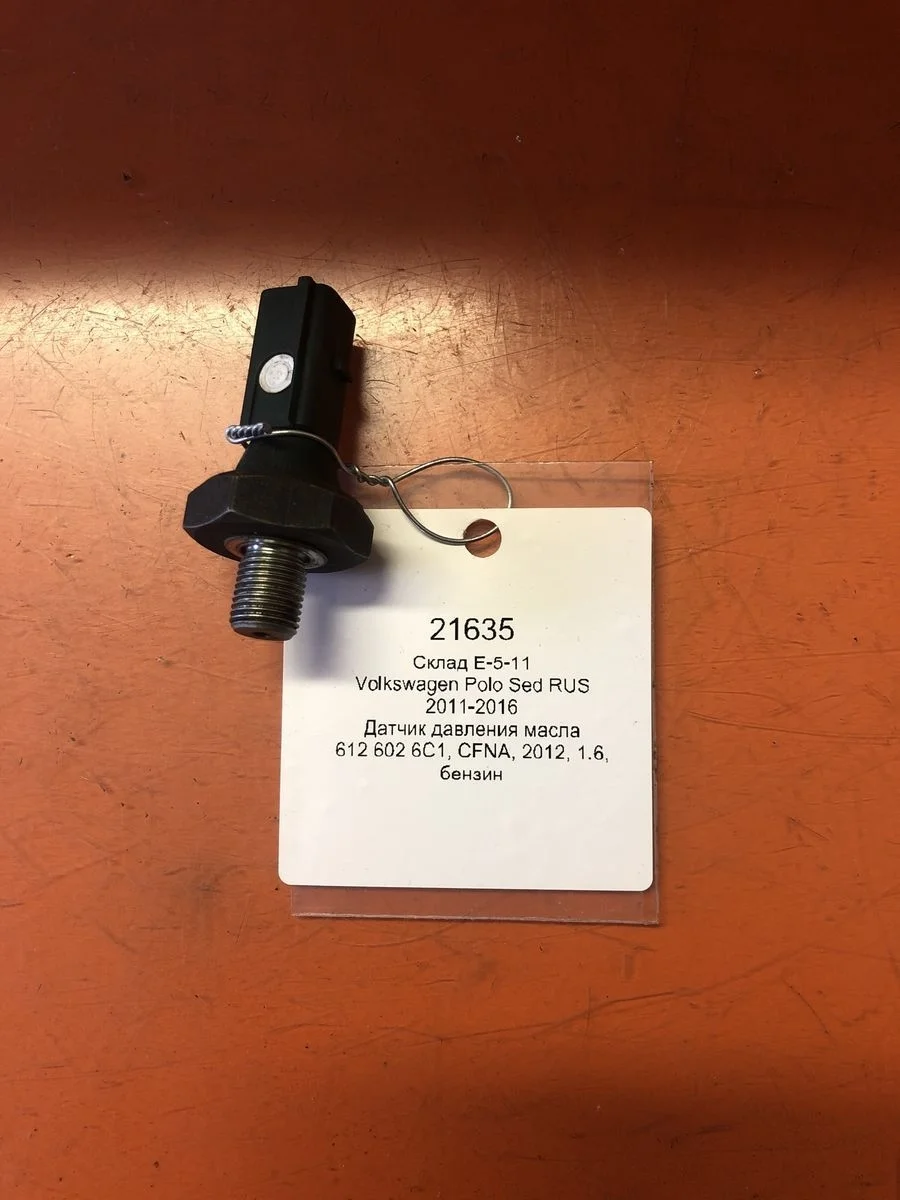 21635
Склад Е-5-11
Volkswagen Polo Sed RUS
2011-2016
Датчик давления масла
612 602 6C1, CFNA, 2012, 1.6,
бензин